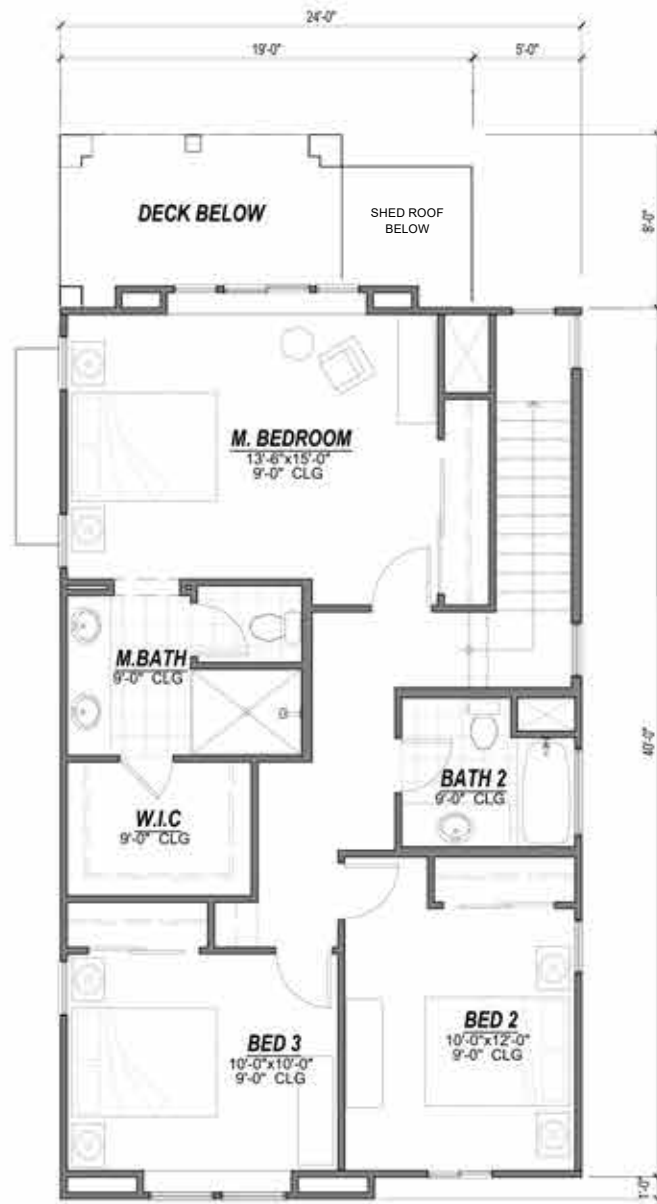 24'-0"
19'-0"
5'-0"
DECK BELOW
SHED ROOF
BELOW
8'-0"
M. BEDROOM
13'-6"x15'-0"
9'-0" CLG
M.BATH
9'-0" CLG
40'-0"
BATH 2
9'-0" CLG
W.I.C
9'-0" CLG
BED 2
10'-0"x12'-0"
9'-0" CLG
BED 3
10'-0"x10'-0"
9'-0" CLG
1'-0"